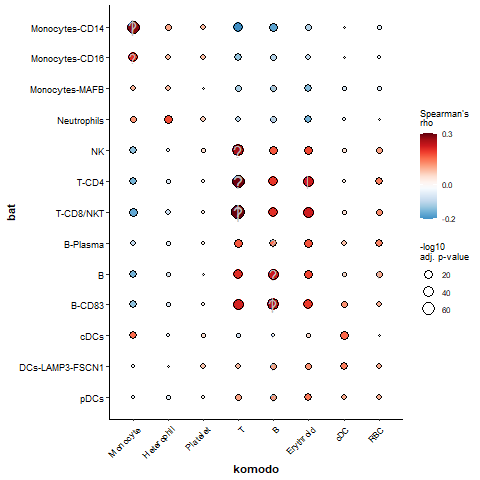 Monocytes-CD14
Monocytes-CD16
Monocytes-MAFB
Neutrophils
NK
T-CD4
T-CD8/NKT
B-Plasma
B
B-CD83
cDCs
DCs-LAMP3-FSCN1
pDCs
bat
Monocyte
Heterophil
Platelet
T
B
Erythroid
cDC
RBC
komodo
Spearman's
rho
0.3
0.0
-0.2
-log10
adj. p-value
20
40
60